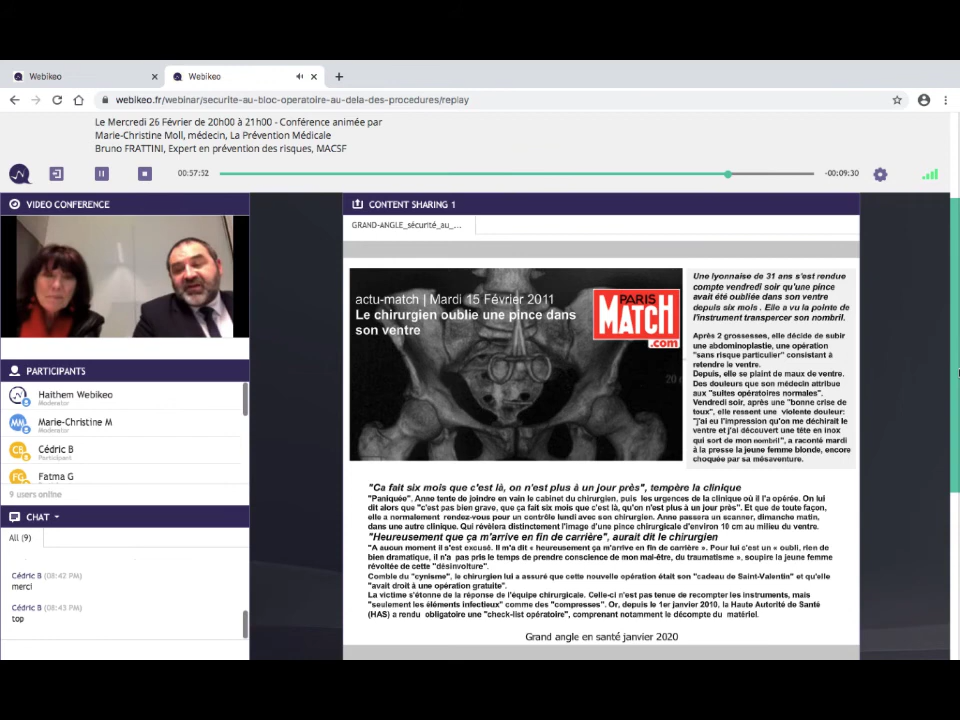 Webikeo
Webikeo
webikeo.fr/webinar/securite-au-bloc-operatoire-au-dela-des-procedures/replay
Le Mercredi 26 Février de 20h00 à 21h00 - Conférence animée par
Marie-Christine Moll, médecin, La Prévention Médicale
Bruno FRATTINI, Expert en prévention des risques, MACSF
00:57:52
-00:09:30
VIDEO CONFERENCE
PARTICIPANTS
Haithem Webikeo
Moderator
MM
Marie-Christine M
Moderator
CB
Cédric B
Participant
FG
Fatma G
9 users online
CHAT
All (9)
Cédric B (08:42 PM)
merci
Cédric B (08:43 PM)
top
CONTENT SHARING 1
GRAND-ANGLE_sécurité_au_...
actu-match | Mardi 15 Février 2011
Le chirurgien oublie une pince dans
son ventre
PARIS
MATCH
.com
20
Une lyonnaise de 31 ans s'est rendue
compte vendredi soir qu'une pince
avait été oubliée dans son ventre
depuis six mois . Elle a vu la pointe de
l'instrument transpercer son nombril.
Après 2 grossesses, elle décide de subir
une abdominoplastie, une opération
"sans risque particulier" consistant à
retendre le ventre.
Depuis, elle se plaint de maux de ventre.
Des douleurs que son médecin attribue
aux "suites opératoires normales".
Vendredi soir, après une "bonne crise de
toux", elle ressent une violente douleur:
"j'ai eu l'impression qu'on me déchirait le
ventre et j'ai découvert une tête en inox
qui sort de mon nombril", a raconté mardi
à la presse la jeune femme blonde, encore
choquée par sa mésaventure.
"Ca fait six mois que c'est là, on n'est plus à un jour près", tempère la clinique
"Paniquée". Anne tente de joindre en vain le cabinet du chirurgien, puis les urgences de la clinique où il l'a opérée. On lui
dit alors que "c'est pas bien grave, que ça fait six mois que c'est là, qu'on n'est plus à un jour près". Et que de toute façon,
elle a normalement rendez-vous pour un contrôle lundi avec son chirurgien. Anne passera un scanner, dimanche matin,
dans une autre clinique. Qui révèlera distinctement l'image d'une pince chirurgicale d'environ 10 cm au milieu du ventre.
"Heureusement que ça m'arrive en fin de carrière", aurait dit le chirurgien
"A aucun moment il s'est excusé. Il m'a dit « heureusement ça m'arrive en fin de carrière ». Pour lui c'est un « oubli, rien de
bien dramatique, il n'a pas pris le temps de prendre conscience de mon mal-être, du traumatisme », soupire la jeune femme
révoltée de cette "désinvolture".
Comble du "cynisme", le chirurgien lui a assuré que cette nouvelle opération était son "cadeau de Saint-Valentin" et qu'elle
"avait droit à une opération gratuite".
La victime s'étonne de la réponse de l'équipe chirurgicale. Celle-ci n'est pas tenue de recompter les instruments, mais
"seulement les éléments infectieux" comme des "compresses". Or, depuis le 1er janvier 2010, la Haute Autorité de Santé
(HAS) a rendu obligatoire une "check-list opératoire", comprenant notamment le décompte du matériel.
Grand angle en santé janvier 2020